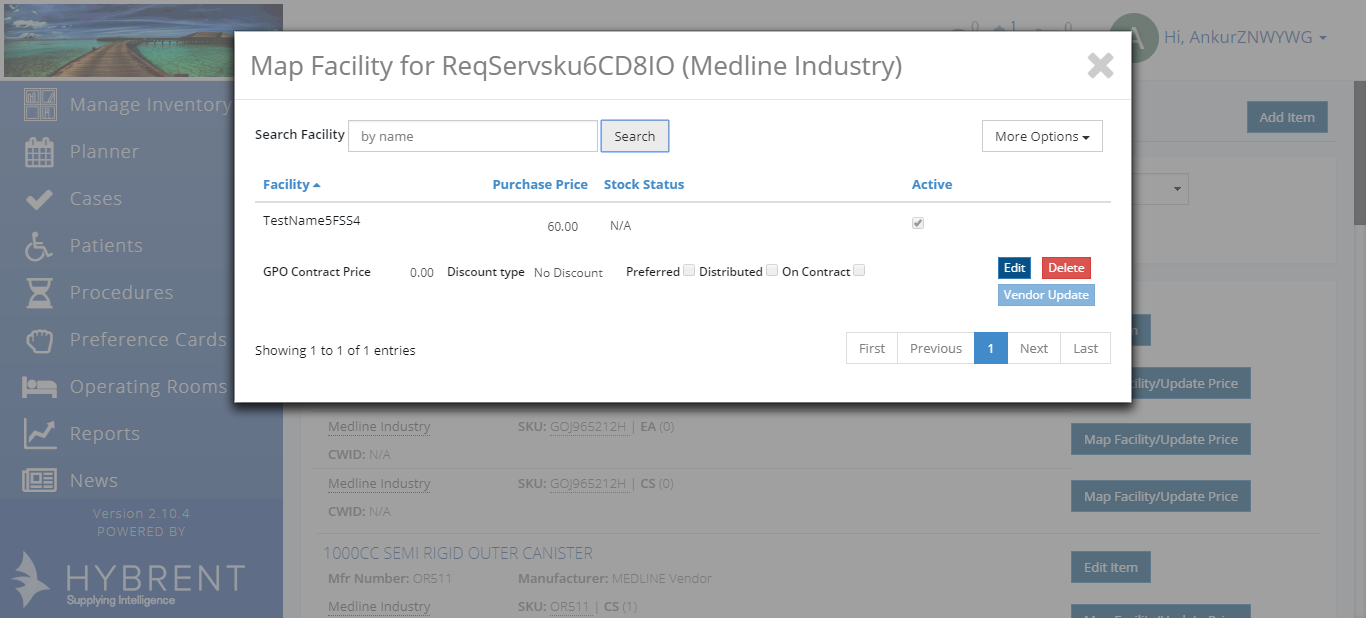 0 1 0
A Hi, AnkurZNWYWG
Map Facility for ReqServsku6CD8IO (Medline Industry)
Manage Inventory
Planner
Cases
Patients
Procedures
Preference Cards
Operating Rooms
Reports
News
Version 2.10.4
POWERED BY
HYBRENT
Supplying Intelligence
Add Item
Search Facility by name Search More Options
Facility Purchase Price Stock Status Active
TestName5FSS4 60.00 N/A
GPO Contract Price 0.00 Discount type No Discount Preferred Distributed On Contract Edit Delete
Vendor Update
Showing 1 to 1 of 1 entries First Previous 1 Next Last
Medline Industry SKU: GOJ965212H | EA (0) Map Facility/Update Price
CWID: N/A
Medline Industry SKU: GOJ965212H | CS (0) Map Facility/Update Price
CWID: N/A
1000CC SEMI RIGID OUTER CANISTER Edit Item
Mfr Number: OR511 Manufacturer: MEDLINE Vendor
Medline Industry SKU: OR511 | CS (1)